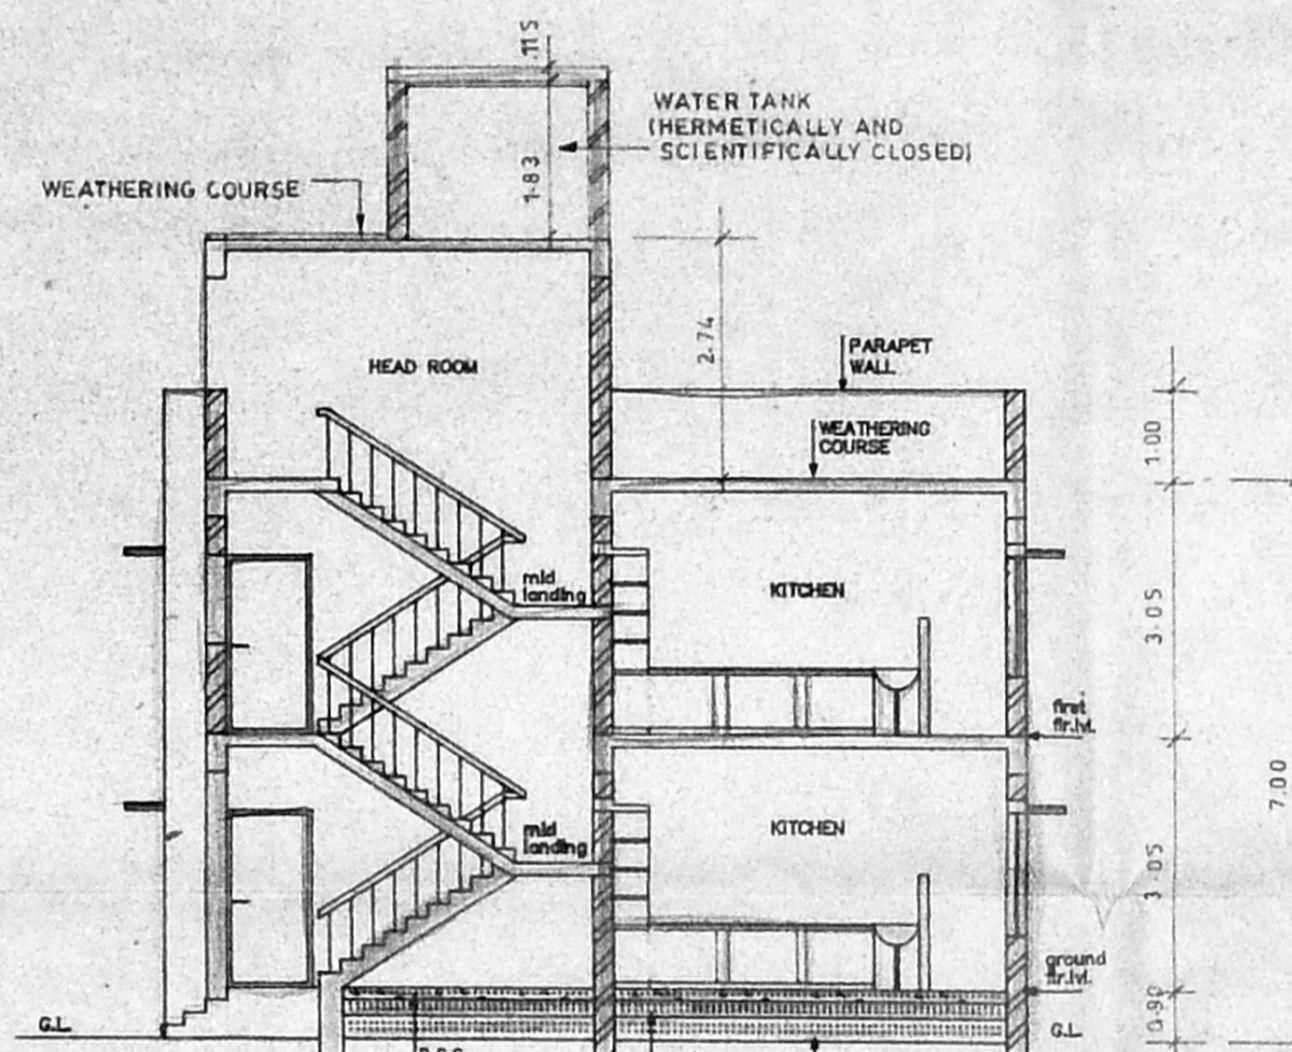 .115
WATER TANK
(HERMETICALLY AND
SCIENTIFICALLY CLOSED)
1.83
WEATHERING COURSE
2.74
HEAD ROOM
PARAPET
WALL
WEATHERING
COURSE
1.00
mid
landing
KITCHEN
3.05
first
flr.lvl.
7.00
mid
landing
KITCHEN
3.05
ground
flr.lvl.
0.90
G.L.
G.L.